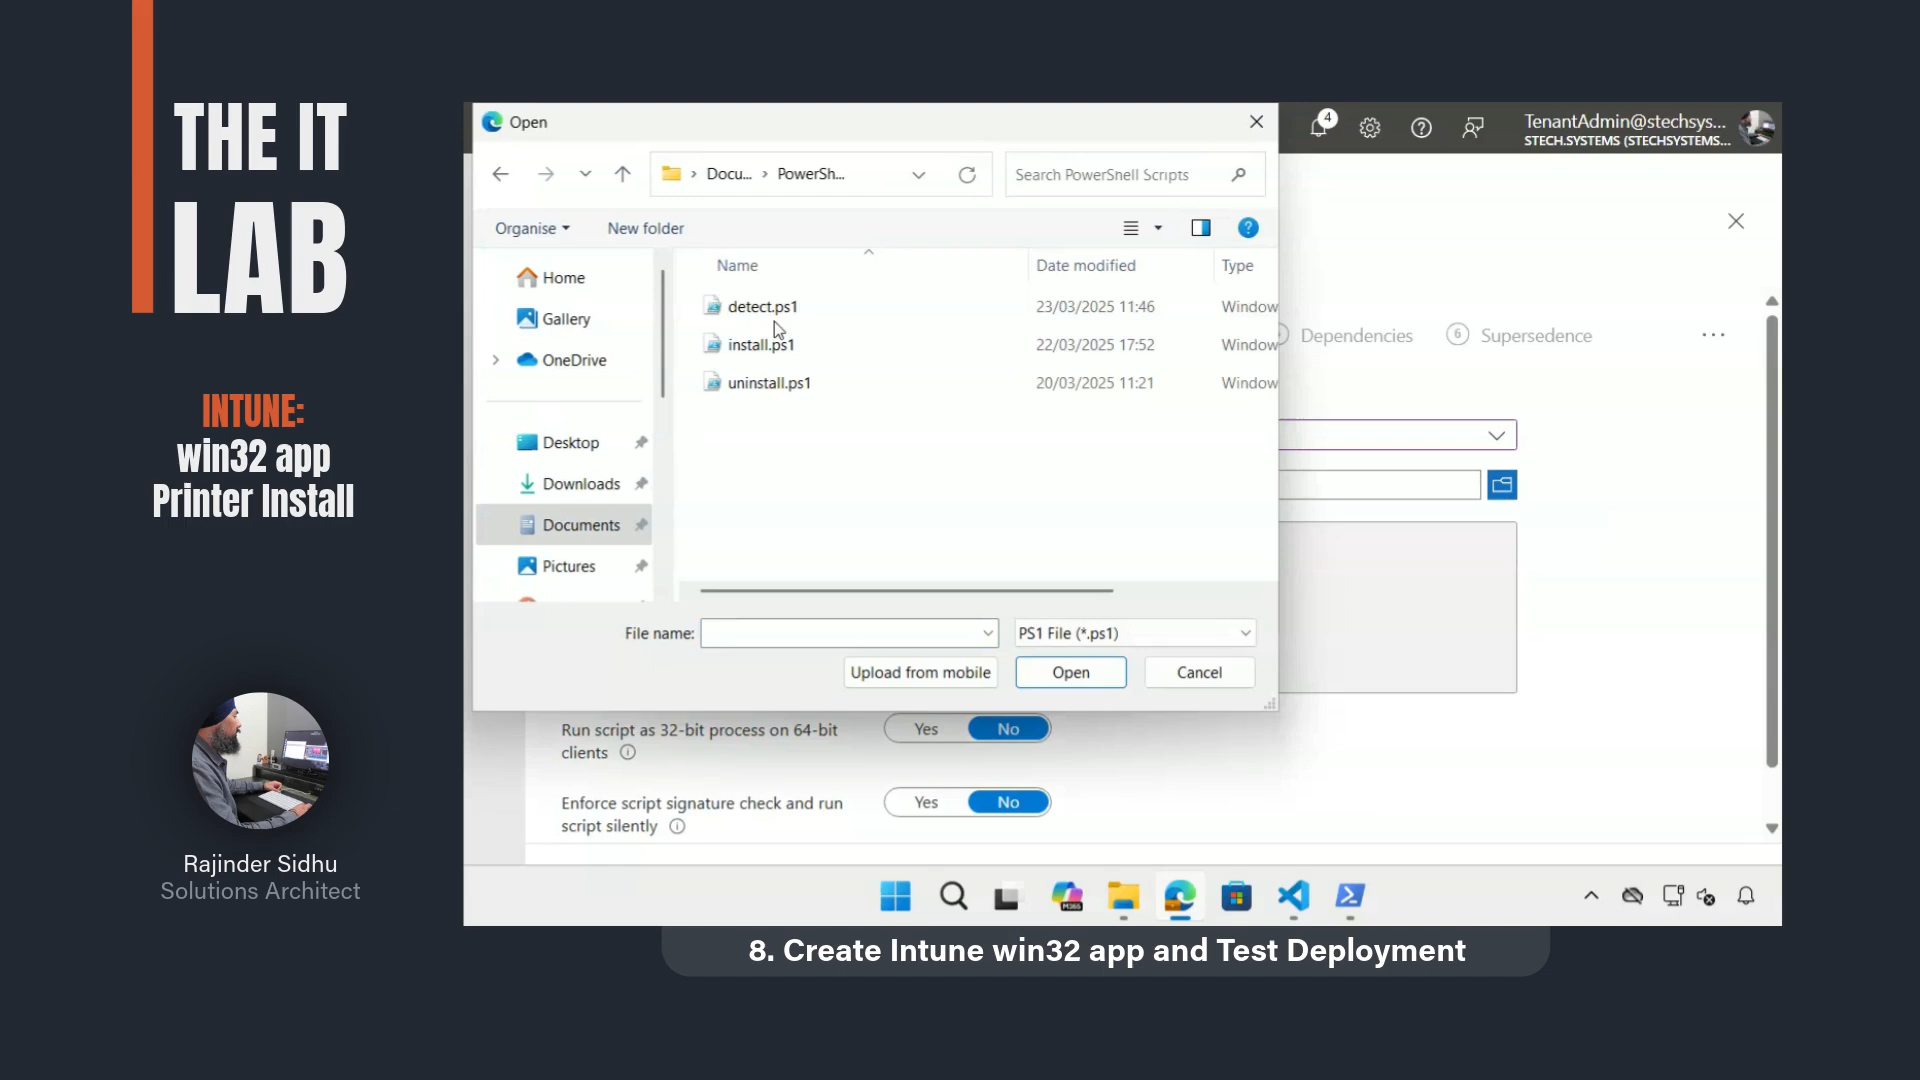 THE IT
LAB
INTUNE:
win32 app
Printer Install
Rajinder Sidhu
Solutions Architect
Open
Docu...
PowerSh...
Search PowerShell Scripts
Organise
New folder
?
Home
Gallery
OneDrive
Desktop
Downloads
Documents
Pictures
Name
Date modified
Type
detect.ps1
23/03/2025 11:46
Window
install.ps1
22/03/2025 17:52
Window
uninstall.ps1
20/03/2025 11:21
Window
File name:
PS1 File (*.ps1)
Upload from mobile
Open
Cancel
4
?
TenantAdmin@stechsys...
STECH.SYSTEMS (STECHSYSTEMS...
Dependencies
6
Supersedence
...
Run script as 32-bit process on 64-bit
clients
Yes
No
Enforce script signature check and run
script silently
Yes
No
M365
8. Create Intune win32 app and Test Deployment